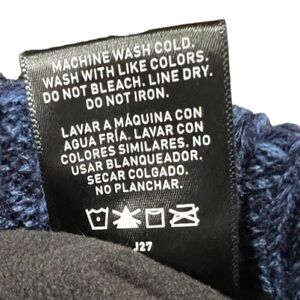 MACHINE WASH COLD.
WASH WITH LIKE COLORS.
DO NOT BLEACH. LINE DRY.
DO NOT IRON.
LAVAR A MÁQUINA CON
AGUA FRÍA. LAVAR CON
COLORES SIMILARES. NO
USAR BLANQUEADOR.
SECAR COLGADO.
NO PLANCHAR.
J27